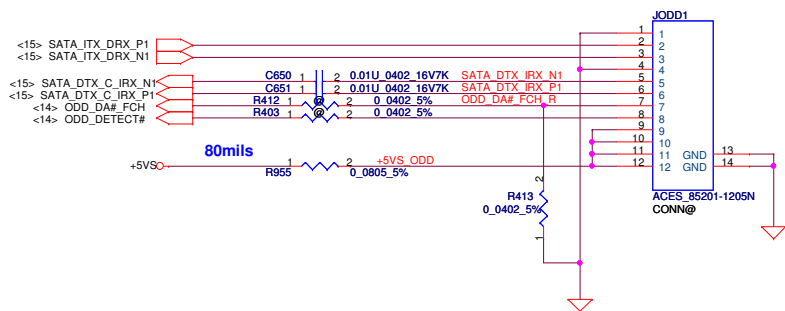 JODD1
1 1
<15> SATA_ITX_DRX_P1 2 2
<15> SATA_ITX_DRX_N1 3 3
4 4
<15> SATA_DTX_C_IRX_N1 C650 1 2 0.01U_0402_16V7K SATA_DTX_IRX_N1 5 5
<15> SATA_DTX_C_IRX_P1 C651 1 2 0.01U_0402_16V7K SATA_DTX_IRX_P1 6 6
<14> ODD_DA#_FCH R412 1 @ 2 0_0402_5% ODD_DA#_FCH_R 7 7
<14> ODD_DETECT# R403 1 @ 2 0_0402_5% 8 8
9 9
10 10
80mils 11 11 GND 13
+5VS R955 1 2 0_0805_5% +5VS_ODD 12 12 GND 14
2 R413 1 0_0402_5%
ACES_85201-1205N
CONN@